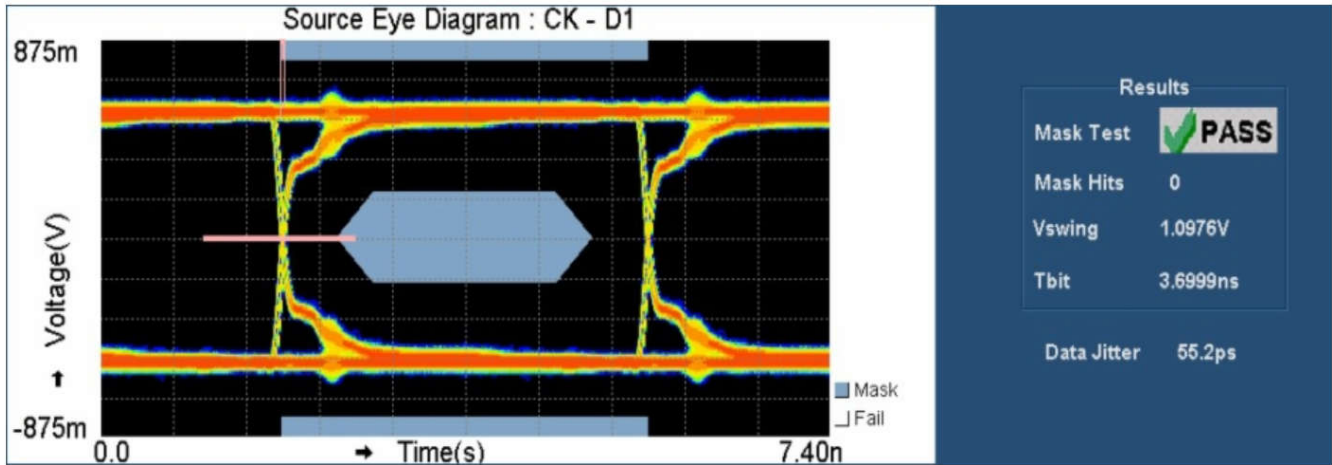 Source Eye Diagram : CK - D1
875m
Voltage(V)
-875m
0.0
Time(s)
7.40n
Mask
Fail
Results
Mask Test PASS
Mask Hits 0
Vswing 1.0976V
Tbit 3.6999ns
Data Jitter 55.2ps